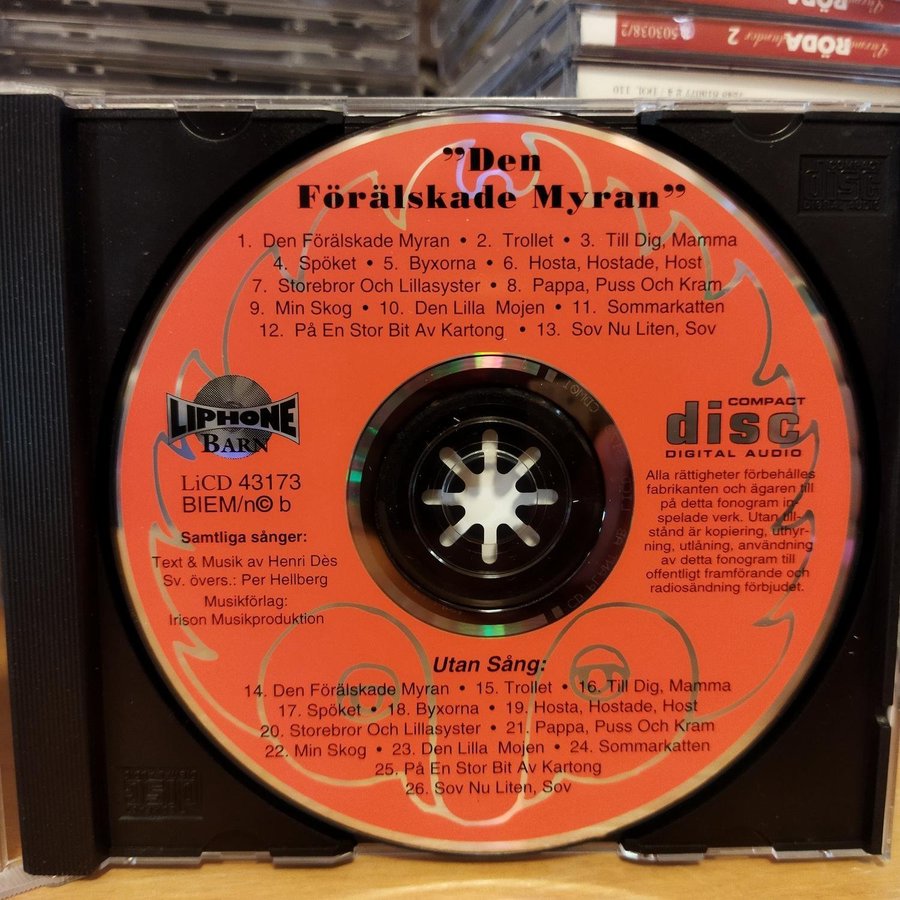 503038/2
2
RÖDA
"Den
Förälskade Myran"
1. Den Förälskade Myran • 2. Trollet • 3. Till Dig, Mamma
4. Spöket • 5. Byxorna • 6. Hosta, Hostade, Host
7. Storebror Och Lillasyster • 8. Pappa, Puss Och Kram
9. Min Skog • 10. Den Lilla Mojen • 11. Sommarkatten
12. På En Stor Bit Av Kartong • 13. Sov Nu Liten, Sov
LIPHONE
BARN
LiCD 43173
BIEM/n©b
Samtliga sånger:
Text & Musik av Henri Dès
Sv. övers.: Per Hellberg
Musikförlag:
Irison Musikproduktion
COMPACT
disc
DIGITAL AUDIO
Alla rättigheter förbehålles
fabrikanten och ägaren till
på detta fonogram in-
spelade verk. Utan till-
stånd är kopiering, uthyr-
ning, utlåning, användning
av detta fonogram till
offentligt framförande och
radiosändning förbjudet.
Utan Sång:
14. Den Förälskade Myran • 15. Trollet • 16. Till Dig, Mamma
17. Spöket • 18. Byxorna • 19. Hosta, Hostade, Host
20. Storebror Och Lillasyster • 21. Pappa, Puss Och Kram
22. Min Skog • 23. Den Lilla Mojen • 24. Sommarkatten
25. På En Stor Bit Av Kartong
26. Sov Nu Liten, Sov